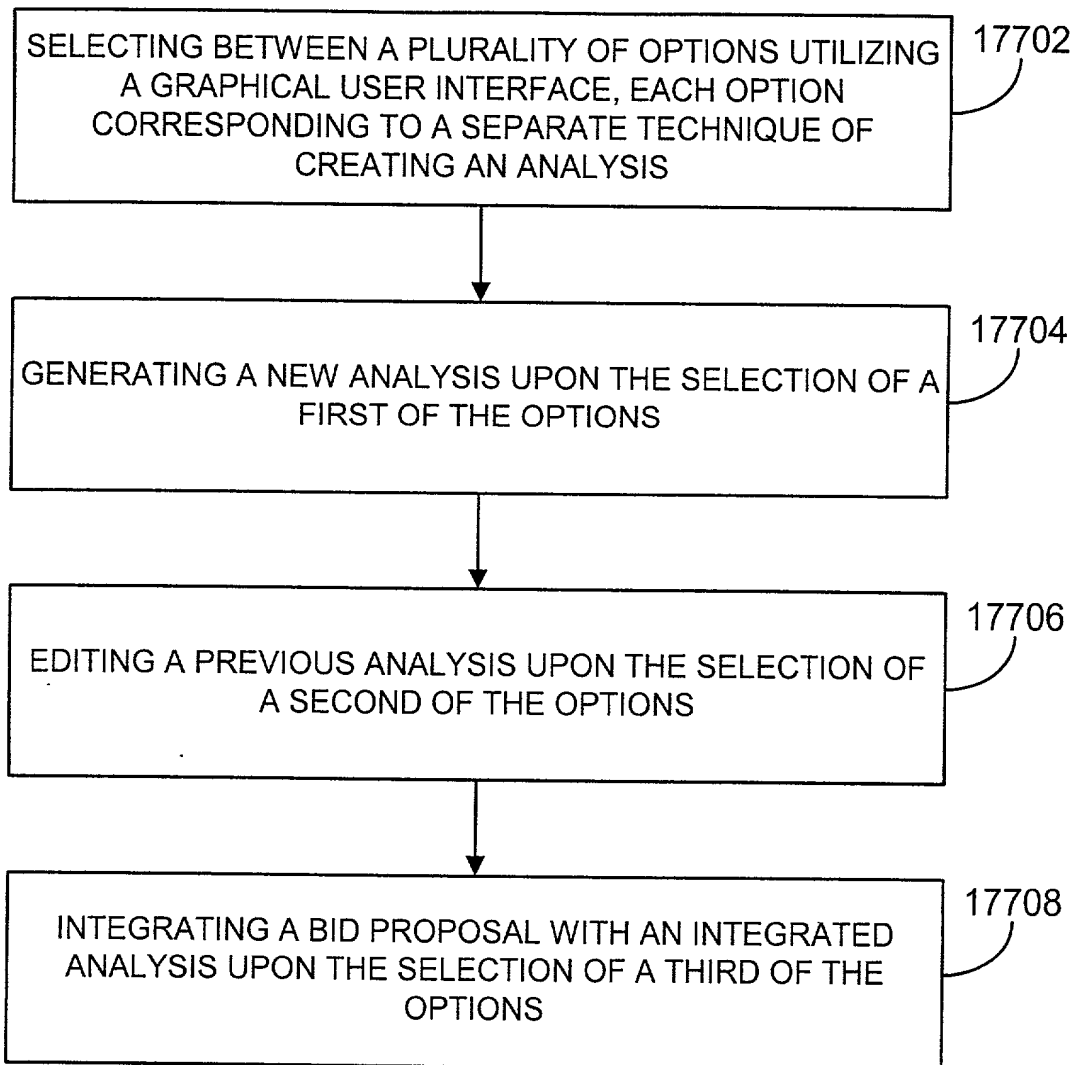 SELECTING BETWEEN A PLURALITY OF OPTIONS UTILIZING
A GRAPHICAL USER INTERFACE, EACH OPTION
CORRESPONDING TO A SEPARATE TECHNIQUE OF
CREATING AN ANALYSIS
17702
GENERATING A NEW ANALYSIS UPON THE SELECTION OF A
FIRST OF THE OPTIONS
17704
EDITING A PREVIOUS ANALYSIS UPON THE SELECTION OF
A SECOND OF THE OPTIONS
17706
INTEGRATING A BID PROPOSAL WITH AN INTEGRATED
ANALYSIS UPON THE SELECTION OF A THIRD OF THE
OPTIONS
17708